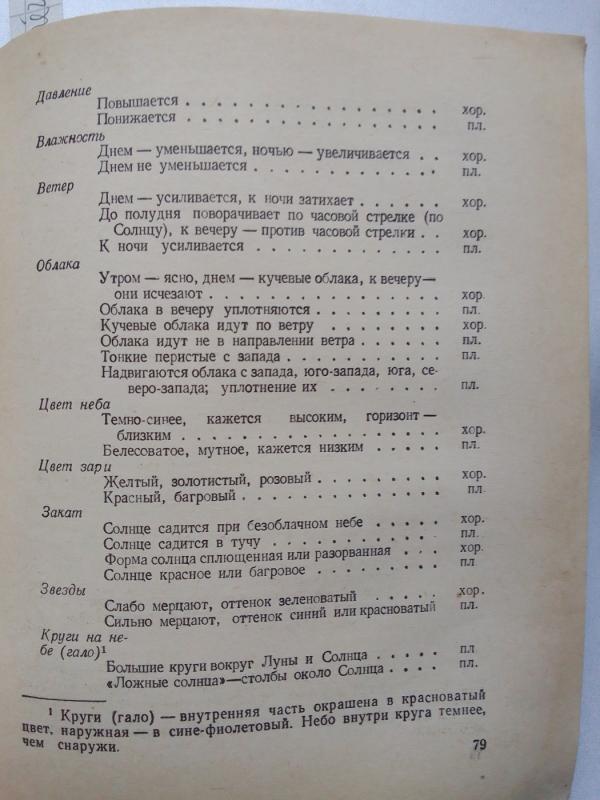 Давление
Повышается . . . . . . . . . . . . . . . . . хор.
Понижается . . . . . . . . . . . . . . . . . пл.
Влажность
Днем — уменьшается, ночью — увеличивается . . хор.
Днем не уменьшается . . . . . . . . . . . . . пл.
Ветер
Днем — усиливается, к ночи затихает . . . . . . хор.
До полудня поворачивает по часовой стрелке (по
Солнцу), к вечеру — против часовой стрелки . . хор.
К ночи усиливается . . . . . . . . . . . . . пл.
Облака
Утром — ясно, днем — кучевые облака, к вечеру—
они исчезают . . . . . . . . . . . . . . . . хор.
Облака в вечеру уплотняются . . . . . . . . . пл.
Кучевые облака идут по ветру . . . . . . . . хор.
Облака идут не в направлении ветра . . . . . . пл.
Тонкие перистые с запада . . . . . . . . . . пл.
Надвигаются облака с запада, юго-запада, юга, се-
веро-запада; уплотнение их . . . . . . . . пл.
Цвет неба
Темно-синее, кажется высоким, горизонт —
близким . . . . . . . . . . . . . . . . . хор.
Белесоватое, мутное, кажется низким . . . . . . пл.
Цвет зари
Желтый, золотистый, розовый . . . . . . . . хор.
Красный, багровый . . . . . . . . . . . . . пл
Закат
Солнце садится при безоблачном небе . . . . . хор.
Солнце садится в тучу . . . . . . . . . . . пл.
Форма солнца сплющенная или разорванная . . . хор.
Солнце красное или багровое . . . . . . . . . пл
Звезды
Слабо мерцают, оттенок зеленоватый . . . . . хор.
Сильно мерцают, оттенок синий или красноватый пл.
Круги на не-
бе (гало)¹
Большие круги вокруг Луны и Солнца . . . . . пл
«Ложные солнца»—столбы около Солнца . . . . пл.
¹ Круги (гало) — внутренняя часть окрашена в красноватый
цвет, наружная — в сине-фиолетовый. Небо внутри круга темнее,
чем снаружи.
79